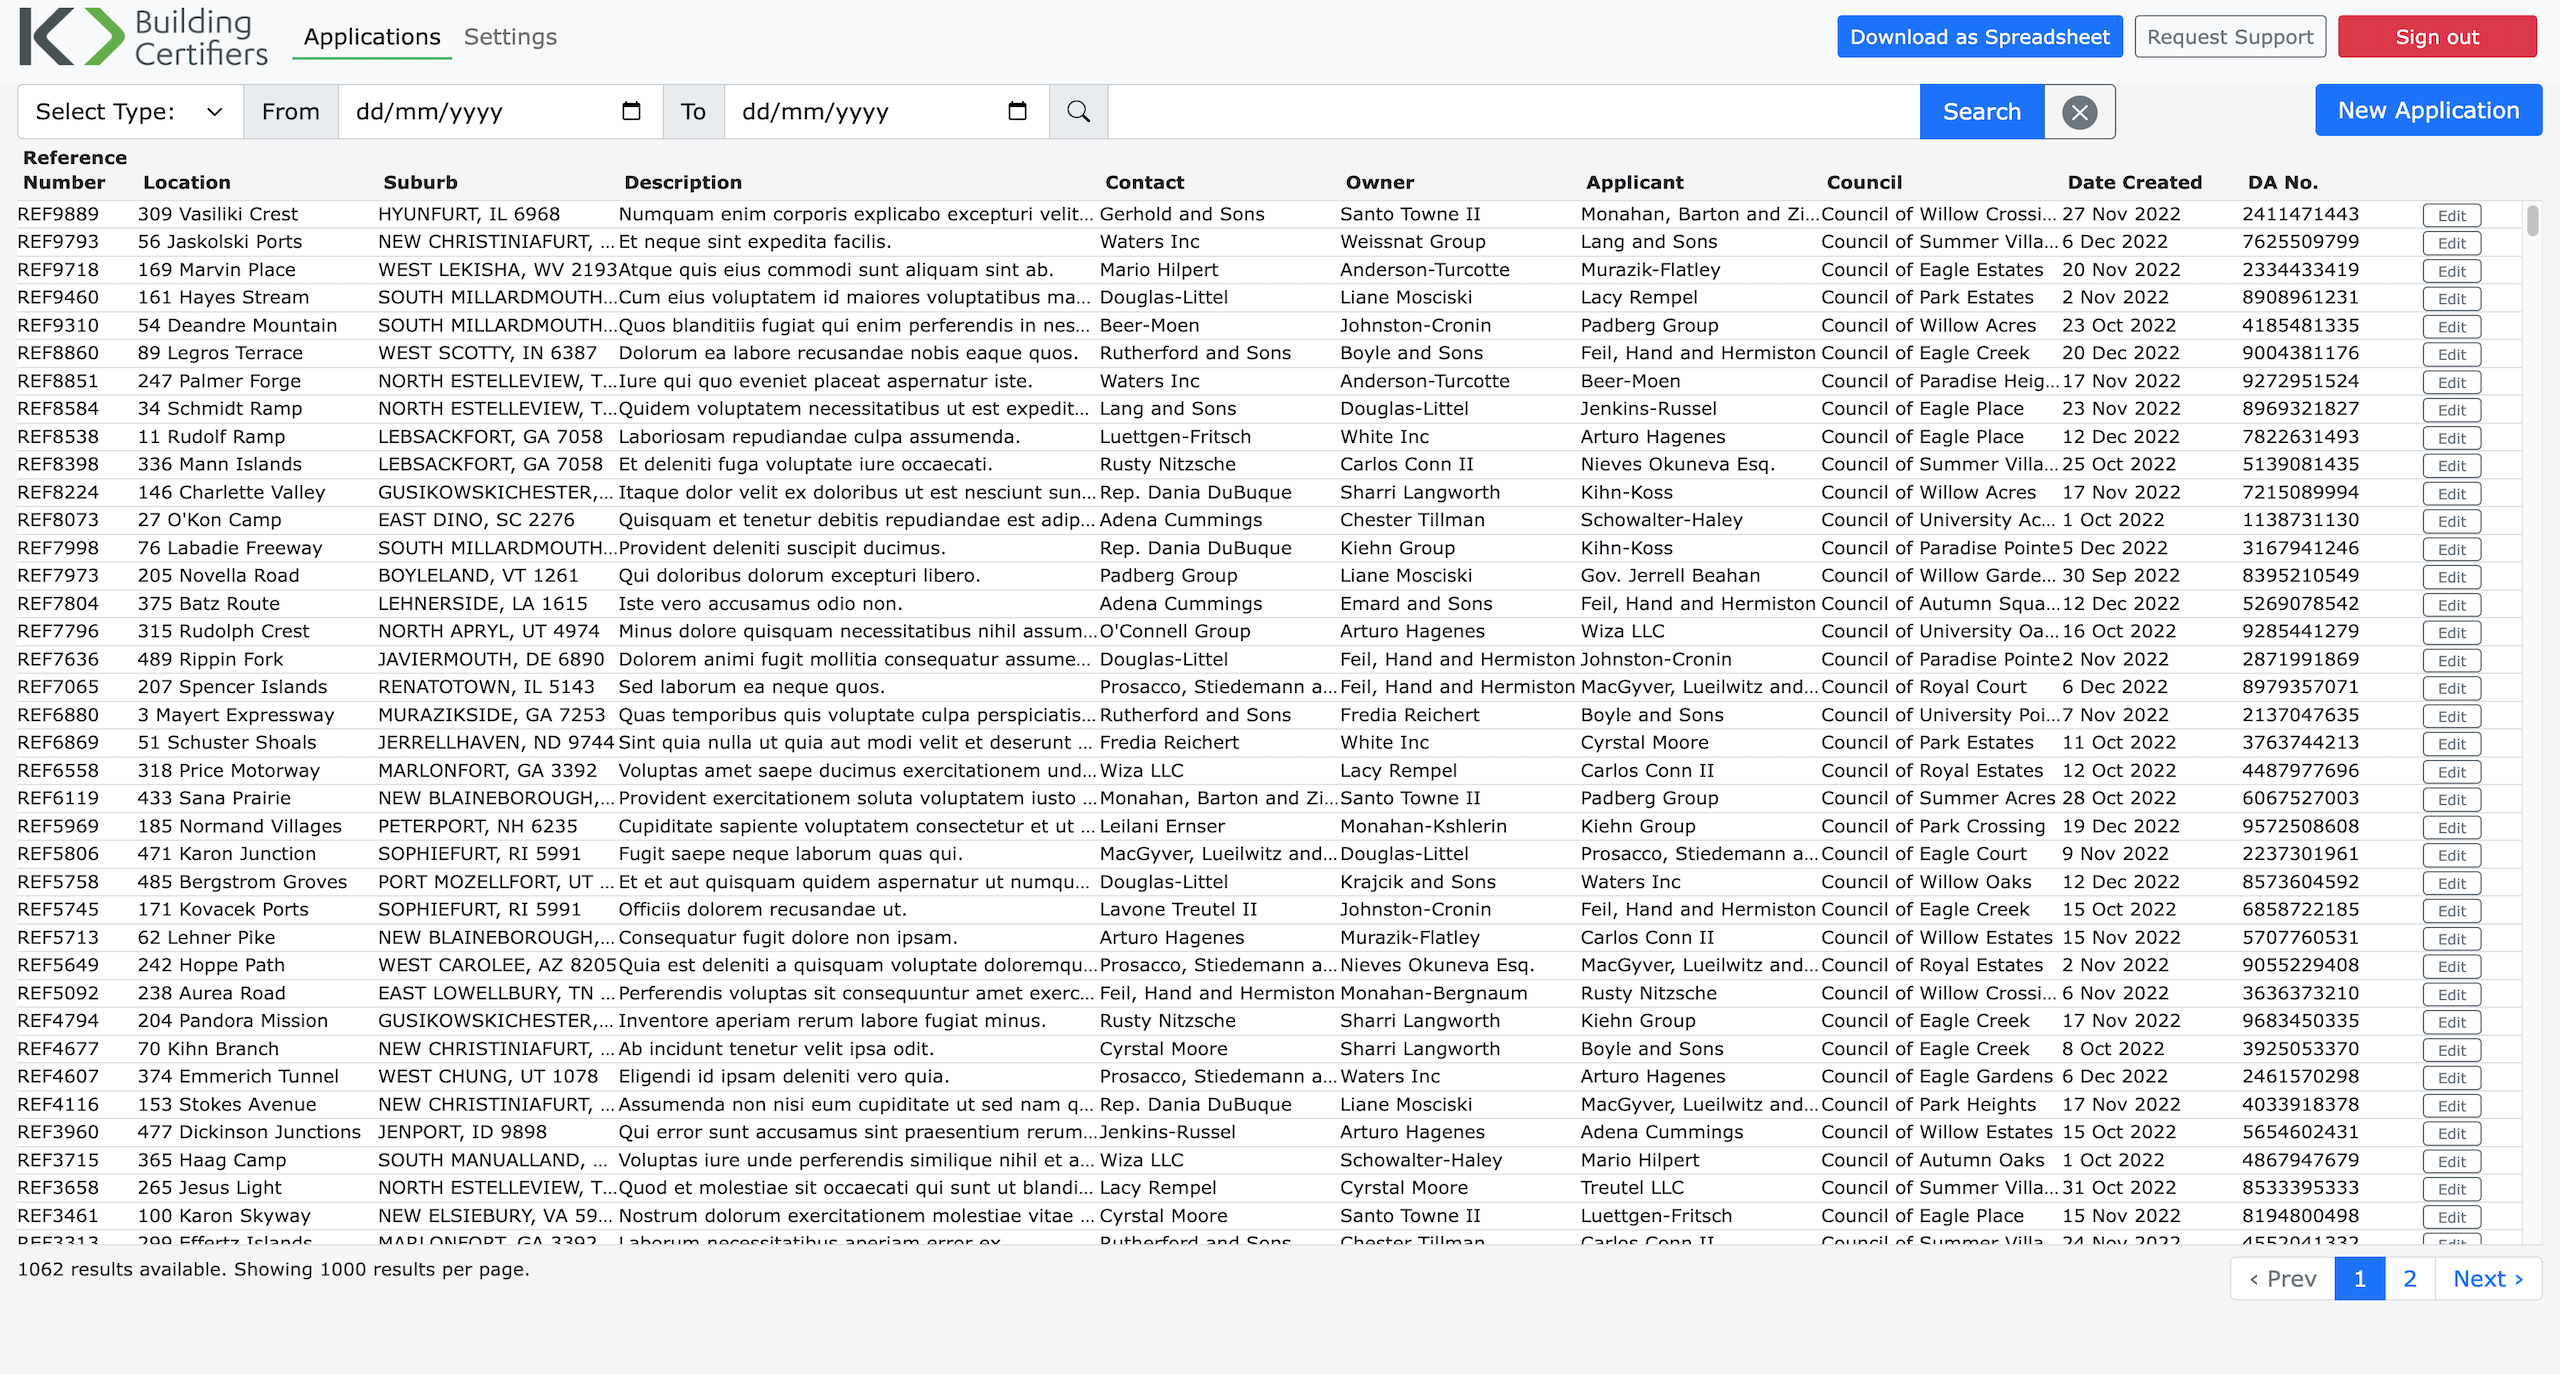 Building
Certifiers
Applications Settings Download as Spreadsheet Request Support Sign out
Select Type: From dd/mm/yyyy To dd/mm/yyyy Search New Application
Reference
Number Location Suburb Description Contact Owner Applicant Council Date Created DA No.
REF9889 309 Vasiliki Crest HYUNFURT, IL 6968 Numquam enim corporis explicabo excepturi velit... Gerhold and Sons Santo Towne II Monahan, Barton and Zi... Council of Willow Crossi... 27 Nov 2022 2411471443 Edit
REF9793 56 Jaskolski Ports NEW CHRISTINIAFURT, ... Et neque sint expedita facilis. Waters Inc Weissnat Group Lang and Sons Council of Summer Villa... 6 Dec 2022 7625509799 Edit
REF9718 169 Marvin Place WEST LEKISHA, WV 2193 Atque quis eius commodi sunt aliquam sint ab. Mario Hilpert Anderson-Turcotte Murazik-Flatley Council of Eagle Estates 20 Nov 2022 2334433419 Edit
REF9460 161 Hayes Stream SOUTH MILLARDMOUTH... Cum eius voluptatem id maiores voluptatibus ma... Douglas-Littel Liane Mosciski Lacy Rempel Council of Park Estates 2 Nov 2022 8908961231 Edit
REF9310 54 Deandre Mountain SOUTH MILLARDMOUTH... Quos blanditiis fugiat qui enim perferendis in nes... Beer-Moen Johnston-Cronin Padberg Group Council of Willow Acres 23 Oct 2022 4185481335 Edit
REF8860 89 Legros Terrace WEST SCOTTY, IN 6387 Dolorum ea labore recusandae nobis eaque quos. Rutherford and Sons Boyle and Sons Feil, Hand and Hermiston Council of Eagle Creek 20 Dec 2022 9004381176 Edit
REF8851 247 Palmer Forge NORTH ESTELLEVIEW, T... Iure qui quo eveniet placeat aspernatur iste. Waters Inc Anderson-Turcotte Beer-Moen Council of Paradise Heig... 17 Nov 2022 9272951524 Edit
REF8584 34 Schmidt Ramp NORTH ESTELLEVIEW, T... Quidem voluptatem necessitatibus ut est expedit... Lang and Sons Douglas-Littel Jenkins-Russel Council of Eagle Place 23 Nov 2022 8969321827 Edit
REF8538 11 Rudolf Ramp LEBSACKFORT, GA 7058 Laboriosam repudiandae culpa assumenda. Luettgen-Fritsch White Inc Arturo Hagenes Council of Eagle Place 12 Dec 2022 7822631493 Edit
REF8398 336 Mann Islands LEBSACKFORT, GA 7058 Et deleniti fuga voluptate iure occaecati. Rusty Nitzsche Carlos Conn II Nieves Okuneva Esq. Council of Summer Villa... 25 Oct 2022 5139081435 Edit
REF8224 146 Charlette Valley GUSIKOWSKICHESTER,... Itaque dolor velit ex doloribus ut est nesciunt sun... Rep. Dania DuBuque Sharri Langworth Kihn-Koss Council of Willow Acres 17 Nov 2022 7215089994 Edit
REF8073 27 O'Kon Camp EAST DINO, SC 2276 Quisquam et tenetur debitis repudiandae est adip... Adena Cummings Chester Tillman Schowalter-Haley Council of University Ac... 1 Oct 2022 1138731130 Edit
REF7998 76 Labadie Freeway SOUTH MILLARDMOUTH... Provident deleniti suscipit ducimus. Rep. Dania DuBuque Kiehn Group Kihn-Koss Council of Paradise Pointe 5 Dec 2022 3167941246 Edit
REF7973 205 Novella Road BOYLELAND, VT 1261 Qui doloribus dolorum excepturi libero. Padberg Group Liane Mosciski Gov. Jerrell Beahan Council of Willow Garde... 30 Sep 2022 8395210549 Edit
REF7804 375 Batz Route LEHNERSIDE, LA 1615 Iste vero accusamus odio non. Adena Cummings Emard and Sons Feil, Hand and Hermiston Council of Autumn Squa... 12 Dec 2022 5269078542 Edit
REF7796 315 Rudolph Crest NORTH APRYL, UT 4974 Minus dolore quisquam necessitatibus nihil assum... O'Connell Group Arturo Hagenes Wiza LLC Council of University Oa... 16 Oct 2022 9285441279 Edit
REF7636 489 Rippin Fork JAVIERMOUTH, DE 6890 Dolorem animi fugit mollitia consequatur assume... Douglas-Littel Feil, Hand and Hermiston Johnston-Cronin Council of Paradise Pointe 2 Nov 2022 2871991869 Edit
REF7065 207 Spencer Islands RENATOTOWN, IL 5143 Sed laborum ea neque quos. Prosacco, Stiedemann a... Feil, Hand and Hermiston MacGyver, Lueilwitz and... Council of Royal Court 6 Dec 2022 8979357071 Edit
REF6880 3 Mayert Expressway MURAZIKSIDE, GA 7253 Quas temporibus quis voluptate culpa perspiciatis... Rutherford and Sons Fredia Reichert Boyle and Sons Council of University Poi... 7 Nov 2022 2137047635 Edit
REF6869 51 Schuster Shoals JERRELLHAVEN, ND 9744 Sint quia nulla ut quia aut modi velit et deserunt ... Fredia Reichert White Inc Cyrstal Moore Council of Park Estates 11 Oct 2022 3763744213 Edit
REF6558 318 Price Motorway MARLONFORT, GA 3392 Voluptas amet saepe ducimus exercitationem und... Wiza LLC Lacy Rempel Carlos Conn II Council of Royal Estates 12 Oct 2022 4487977696 Edit
REF6119 433 Sana Prairie NEW BLAINEBOROUGH,... Provident exercitationem soluta voluptatem iusto ... Monahan, Barton and Zi... Santo Towne II Padberg Group Council of Summer Acres 28 Oct 2022 6067527003 Edit
REF5969 185 Normand Villages PETERPORT, NH 6235 Cupiditate sapiente voluptatem consectetur et ut ... Leilani Ernser Monahan-Kshlerin Kiehn Group Council of Park Crossing 19 Dec 2022 9572508608 Edit
REF5806 471 Karon Junction SOPHIEFURT, RI 5991 Fugit saepe neque laborum quas qui. MacGyver, Lueilwitz and... Douglas-Littel Prosacco, Stiedemann a... Council of Eagle Court 9 Nov 2022 2237301961 Edit
REF5758 485 Bergstrom Groves PORT MOZELLFORT, UT ... Et et aut quisquam quidem aspernatur ut numqu... Douglas-Littel Krajcik and Sons Waters Inc Council of Willow Oaks 12 Dec 2022 8573604592 Edit
REF5745 171 Kovacek Ports SOPHIEFURT, RI 5991 Officiis dolorem recusandae ut. Lavone Treutel II Johnston-Cronin Feil, Hand and Hermiston Council of Eagle Creek 15 Oct 2022 6858722185 Edit
REF5713 62 Lehner Pike NEW BLAINEBOROUGH,... Consequatur fugit dolore non ipsam. Arturo Hagenes Murazik-Flatley Carlos Conn II Council of Willow Estates 15 Nov 2022 5707760531 Edit
REF5649 242 Hoppe Path WEST CAROLEE, AZ 8205 Quia est deleniti a quisquam voluptate doloremqu... Prosacco, Stiedemann a... Nieves Okuneva Esq. MacGyver, Lueilwitz and... Council of Royal Estates 2 Nov 2022 9055229408 Edit
REF5092 238 Aurea Road EAST LOWELLBURY, TN ... Perferendis voluptas sit consequuntur amet exerc... Feil, Hand and Hermiston Monahan-Bergnaum Rusty Nitzsche Council of Willow Crossi... 6 Nov 2022 3636373210 Edit
REF4794 204 Pandora Mission GUSIKOWSKICHESTER,... Inventore aperiam rerum labore fugiat minus. Rusty Nitzsche Sharri Langworth Kiehn Group Council of Eagle Creek 17 Nov 2022 9683450335 Edit
REF4677 70 Kihn Branch NEW CHRISTINIAFURT, ... Ab incidunt tenetur velit ipsa odit. Cyrstal Moore Sharri Langworth Boyle and Sons Council of Eagle Creek 8 Oct 2022 3925053370 Edit
REF4607 374 Emmerich Tunnel WEST CHUNG, UT 1078 Eligendi id ipsam deleniti vero quia. Prosacco, Stiedemann a... Waters Inc Arturo Hagenes Council of Eagle Gardens 6 Dec 2022 2461570298 Edit
REF4116 153 Stokes Avenue NEW CHRISTINIAFURT, ... Assumenda non nisi eum cupiditate ut sed nam q... Rep. Dania DuBuque Liane Mosciski MacGyver, Lueilwitz and... Council of Park Heights 17 Nov 2022 4033918378 Edit
REF3960 477 Dickinson Junctions JENPORT, ID 9898 Qui error sunt accusamus sint praesentium rerum... Jenkins-Russel Arturo Hagenes Adena Cummings Council of Willow Estates 15 Oct 2022 5654602431 Edit
REF3715 365 Haag Camp SOUTH MANUALLAND, ... Voluptas iure unde perferendis similique nihil et a... Wiza LLC Schowalter-Haley Mario Hilpert Council of Autumn Oaks 1 Oct 2022 4867947679 Edit
REF3658 265 Jesus Light NORTH ESTELLEVIEW, T... Quod et molestiae sit occaecati qui sunt ut blandi... Lacy Rempel Cyrstal Moore Treutel LLC Council of Summer Villa... 31 Oct 2022 8533395333 Edit
REF3461 100 Karon Skyway NEW ELSIEBURY, VA 59... Nostrum dolorum exercitationem molestiae vitae ... Cyrstal Moore Santo Towne II Luettgen-Fritsch Council of Eagle Place 15 Nov 2022 8194800498 Edit
REF3313 299 Effertz Islands MARLONFORT, GA 3392 Laborum necessitatibus aperiam error ex. Rutherford and Sons Chester Tillman Carlos Conn II Council of Summer Villa... 24 Nov 2022 4552041332 Edit
1062 results available. Showing 1000 results per page. ‹ Prev 1 2 Next ›